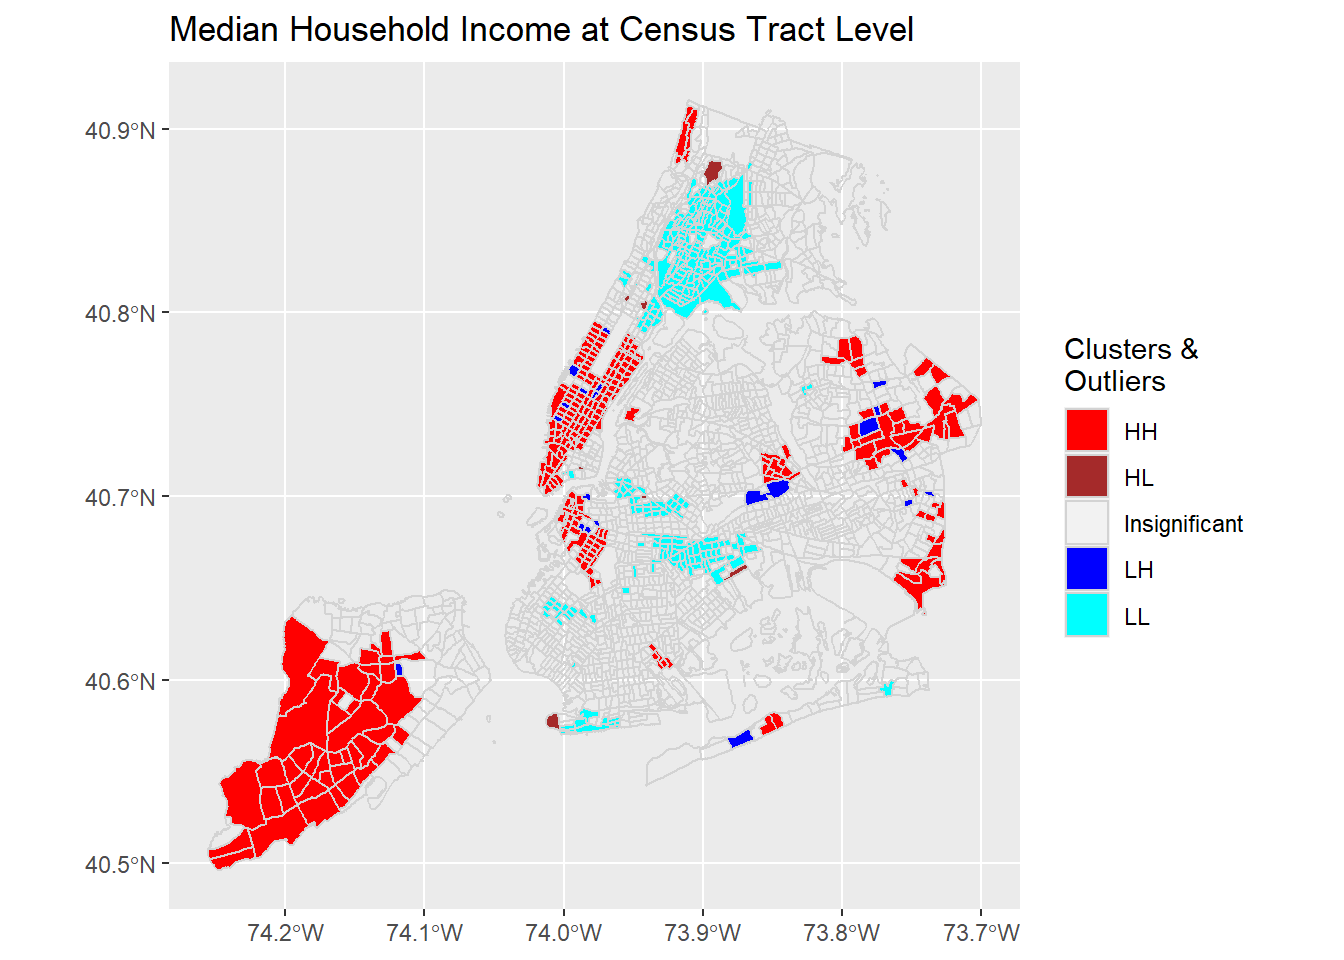 Median Household Income at Census Tract Level
40.9°N
40.8°N
40.7°N
40.6°N
40.5°N
74.2°W
74.1°W
74.0°W
73.9°W
73.8°W
73.7°W
Clusters &
Outliers
HH
HL
Insignificant
LH
LL